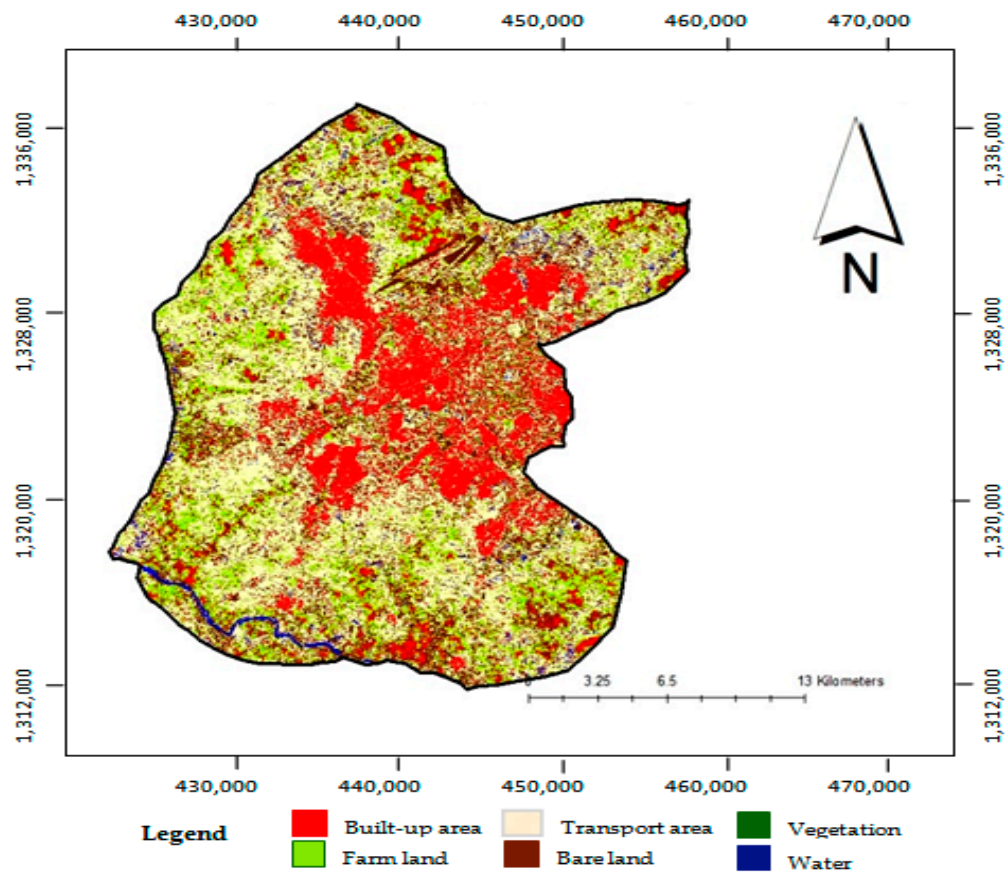 430,000 440,000 450,000 460,000 470,000
1,336,000 1,336,000
N
1,328,000 1,328,000
1,320,000 1,320,000
3.25 6.5 13 Kilometers
1,312,000 1,312,000
430,000 440,000 450,000 460,000 470,000
Legend Built-up area Transport area Vegetation
Farm land Bare land Water